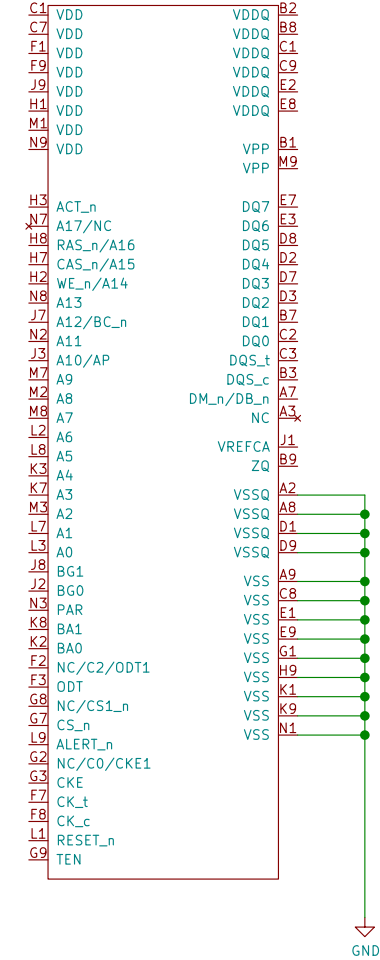 C1 VDD VDDQ B2
C7 VDD VDDQ B8
F1 VDD VDDQ C1
F9 VDD VDDQ C9
J9 VDD VDDQ E2
H1 VDD VDDQ E8
M1 VDD
N9 VDD VPP B1
VPP M9
H3 ACT_n DQ7 E7
N7 A17/NC DQ6 E3
H8 RAS_n/A16 DQ5 D8
H7 CAS_n/A15 DQ4 D2
H2 WE_n/A14 DQ3 D7
N8 A13 DQ2 D3
J7 A12/BC_n DQ1 B7
N2 A11 DQ0 C2
J3 A10/AP DQS_t C3
M7 A9 DQS_c B3
M2 A8 DM_n/DB_n A7
M8 A7 NC A3
L2 A6 VREFCA J1
L8 A5 ZQ B9
K3 A4
K7 A3 VSSQ A2
M3 A2 VSSQ A8
L7 A1 VSSQ D1
L3 A0 VSSQ D9
J8 BG1 VSS A9
J2 BG0 VSS C8
N3 PAR VSS E1
K8 BA1 VSS E9
K2 BA0 VSS G1
F2 NC/C2/ODT1 VSS H9
F3 ODT VSS K1
G8 NC/CS1_n VSS K9
G7 CS_n VSS N1
L9 ALERT_n
G2 NC/C0/CKE1
G3 CKE
F7 CK_t
F8 CK_c
L1 RESET_n
G9 TEN
GND